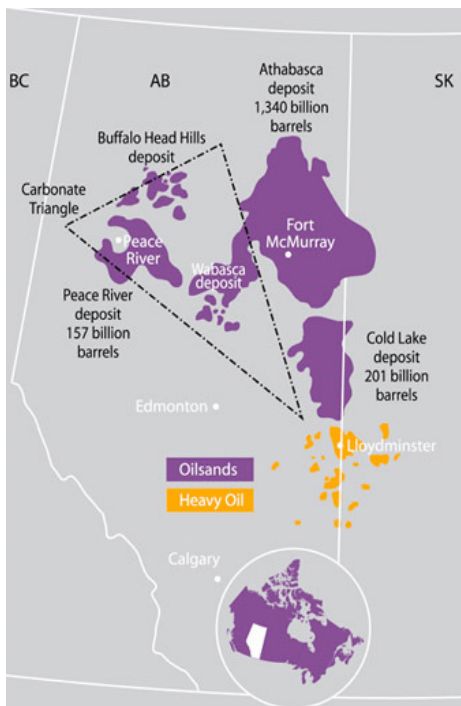 BC
AB
SK
Athabasca
deposit
1,340 billion
barrels
Buffalo Head Hills
deposit
Carbonate
Triangle
Peace
River
Fort
McMurray
Wabasca
deposit
Peace River
deposit
157 billion
barrels
Cold Lake
deposit
201 billion
barrels
Edmonton
Lloydminster
Oilsands
Heavy Oil
Calgary